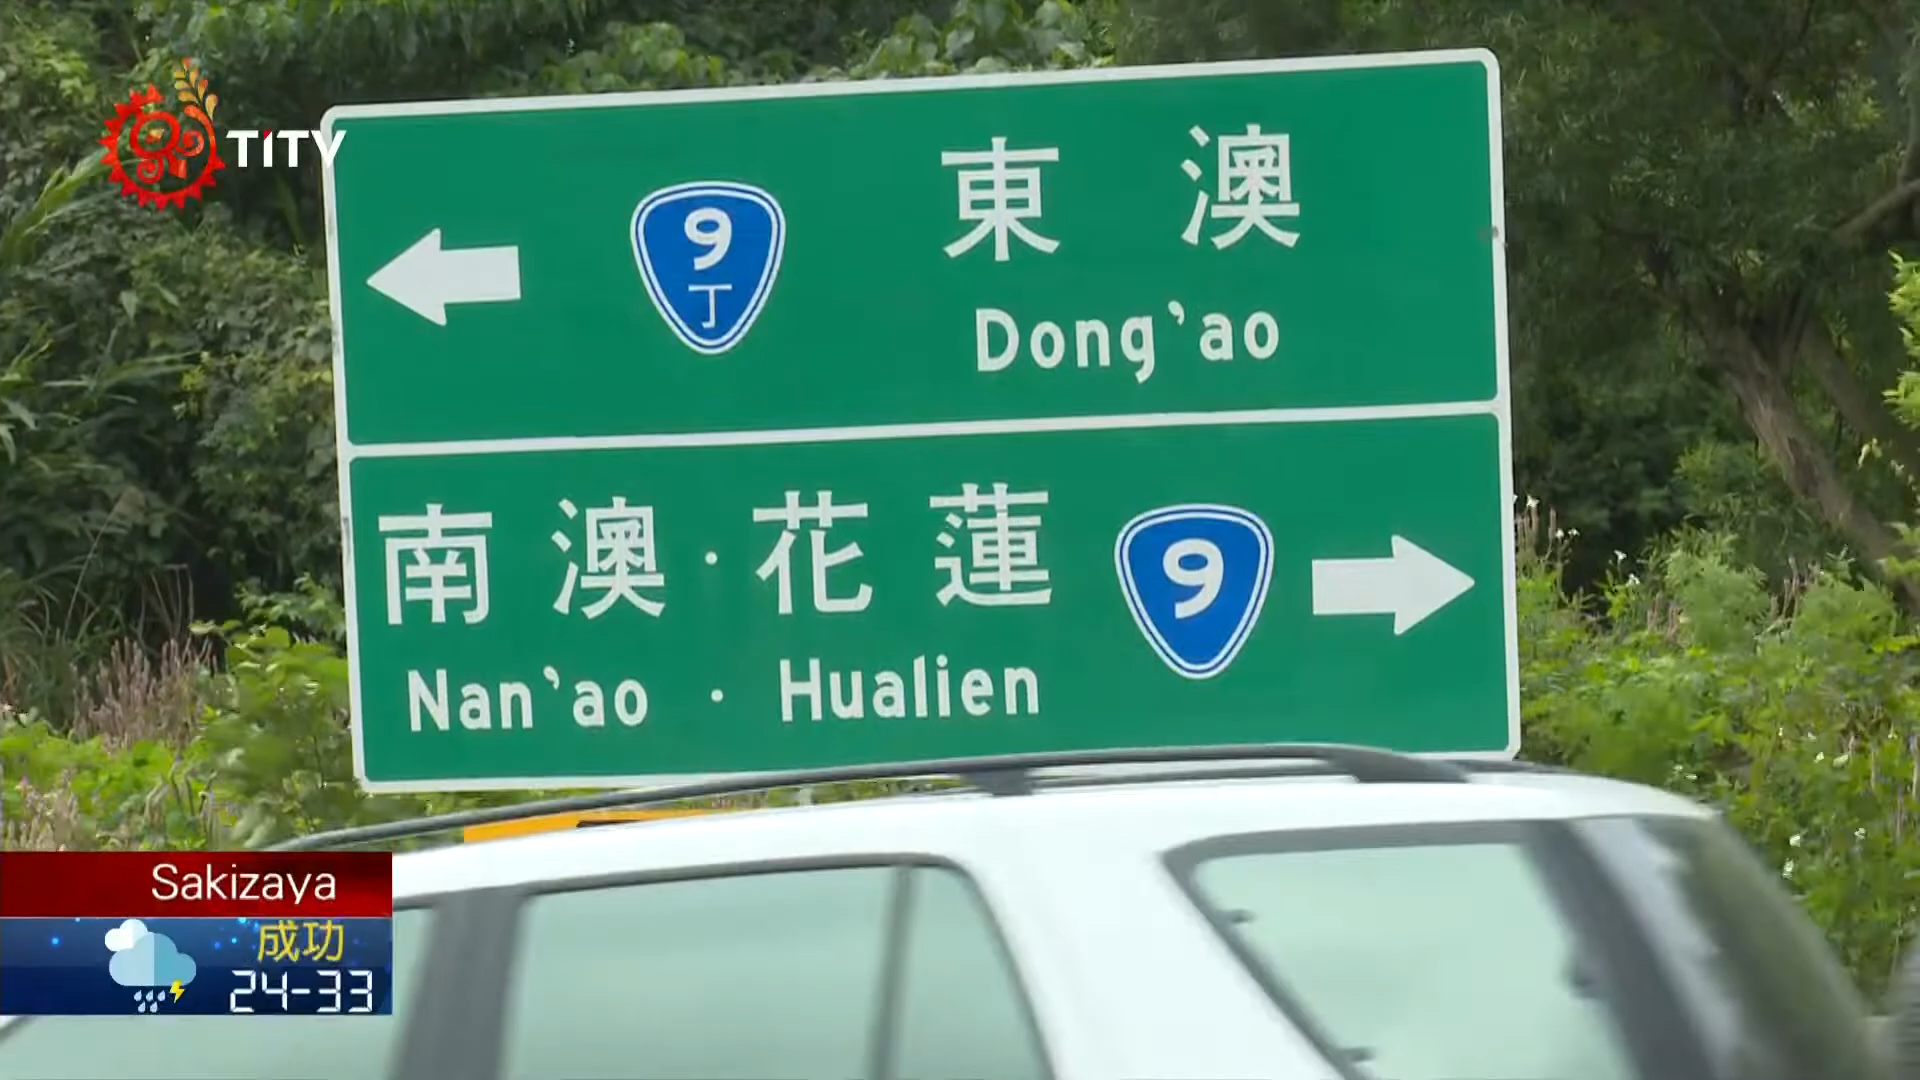 TITV
9
丁
東澳
Dong'ao
南澳·花蓮
9
Nan'ao · Hualien
Sakizaya
成功
24-33